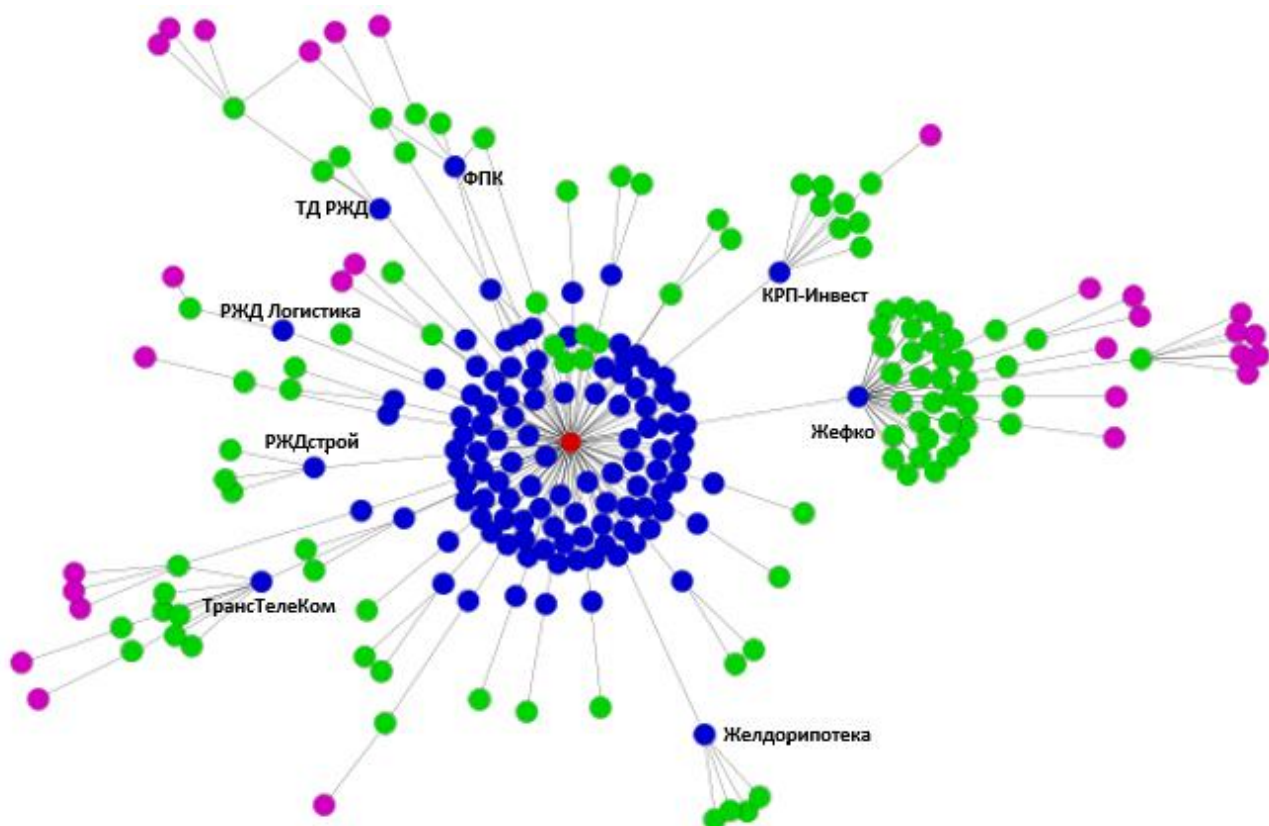 ФПК
ТД РЖД
КРП-Инвест
РЖД Логистика
Жефко
РЖДстрой
ТрансТелеКом
Желдорипотека